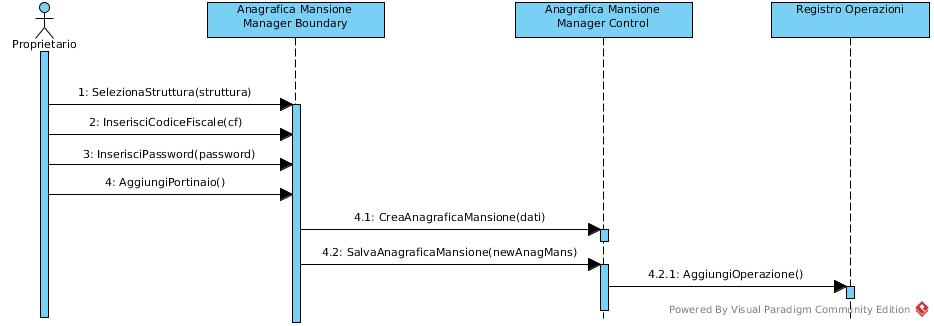 Anagrafica Mansione
Manager Boundary
Anagrafica Mansione
Manager Control
Registro Operazioni
Proprietario
1: SelezionaStruttura(struttura)
2: InserisciCodiceFiscale(cf)
3: InserisciPassword(password)
4: AggiungiPortinaio()
4.1: CreaAnagraficaMansione(dati)
4.2: SalvaAnagraficaMansione(newAnagMans)
4.2.1: AggiungiOperazione()
Powered By Visual Paradigm Community Edition